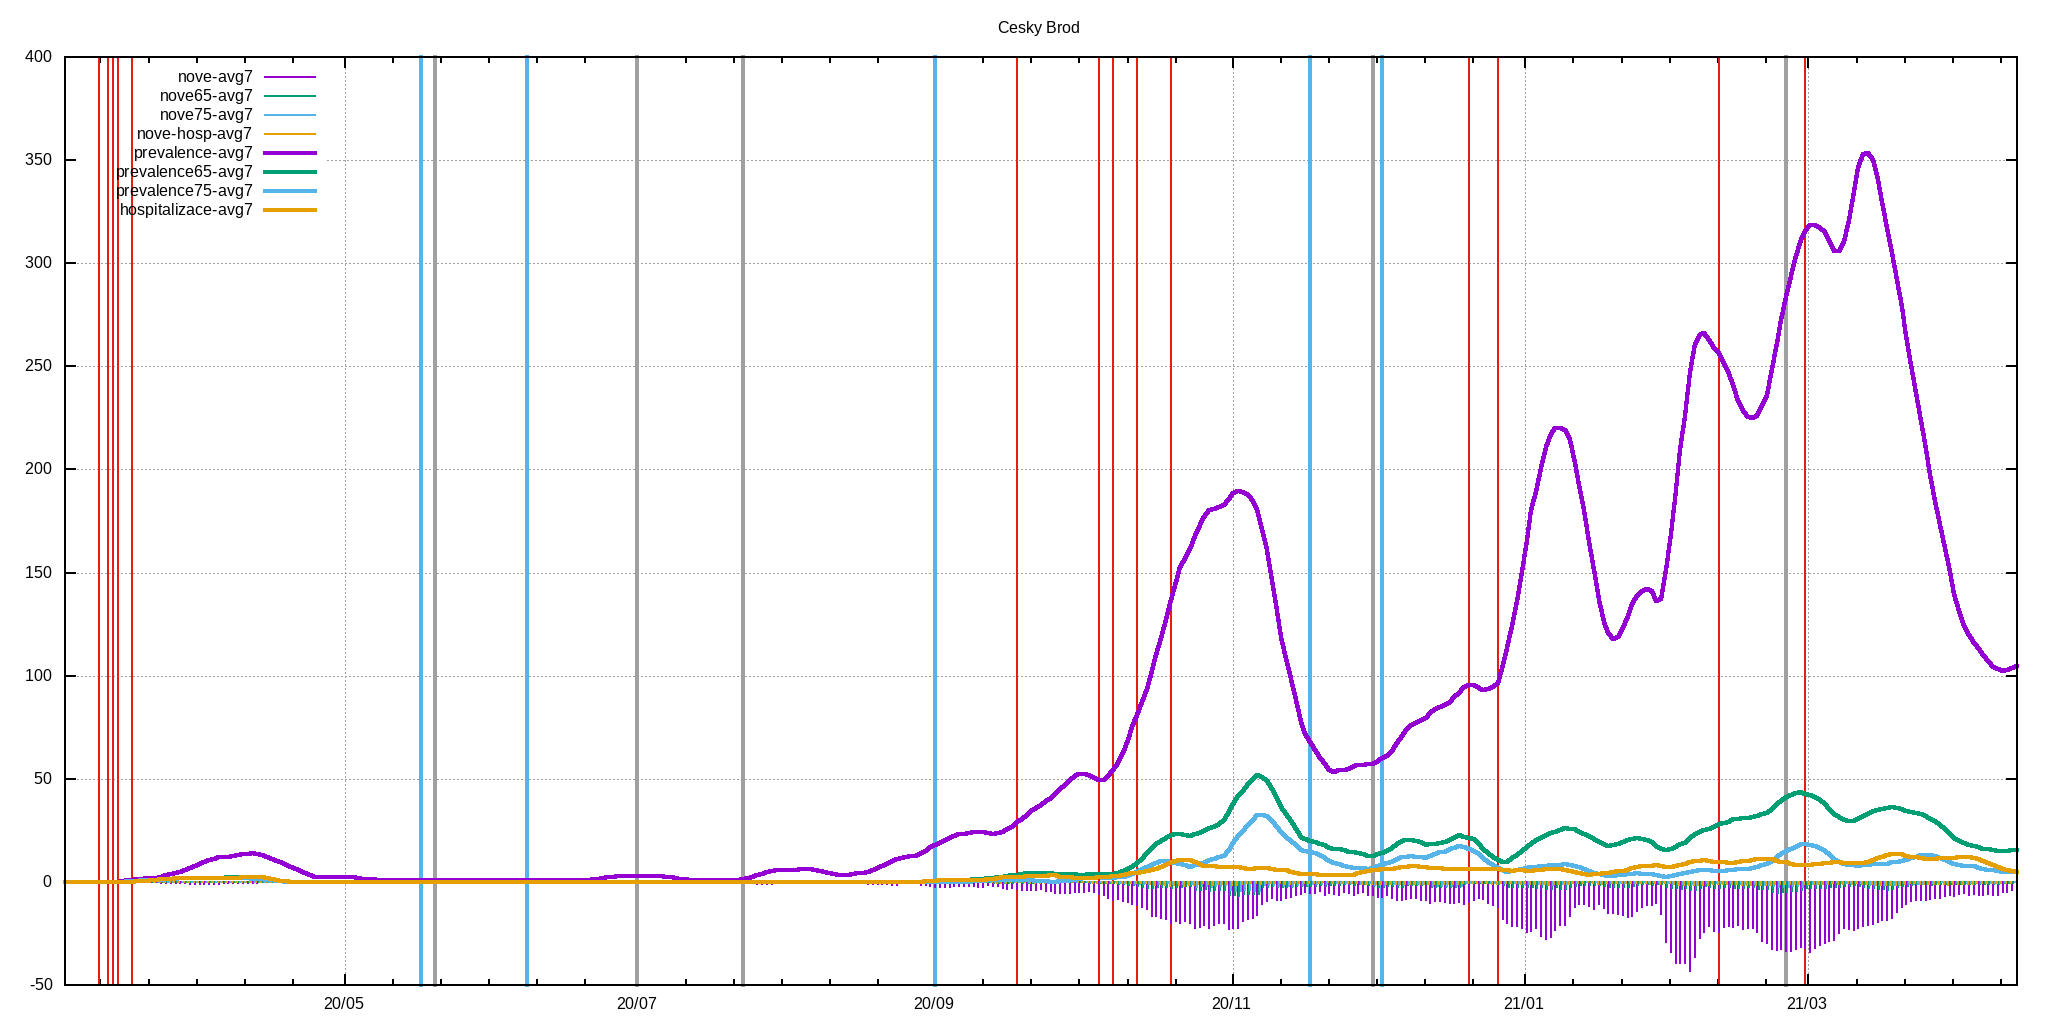 Cesky Brod
400
350
300
250
200
150
100
50
0
-50
nove-avg7
nove65-avg7
nove75-avg7
nove-hosp-avg7
prevalence-avg7
prevalence65-avg7
prevalence75-avg7
hospitalizace-avg7
20/05 20/07 20/09 20/11 21/01 21/03